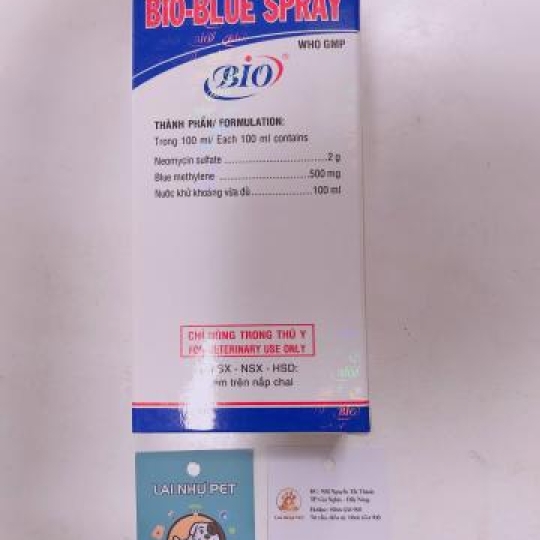 BIO-BLUE SPRAY
WHO GMP
BIO
THÀNH PHẦN/ FORMULATION:
Trong 100 ml/ Each 100 ml contains
Neomycin sulfate ........................2 g
Blue methylene ........................500 mg
Nước khử khoáng vừa đủ................100 ml
CHỈ DÙNG TRONG THÚ Y
FOR VETERINARY USE ONLY
SX - NSX - HSD:
trên nắp chai
BIO
LAI NHƯ PET